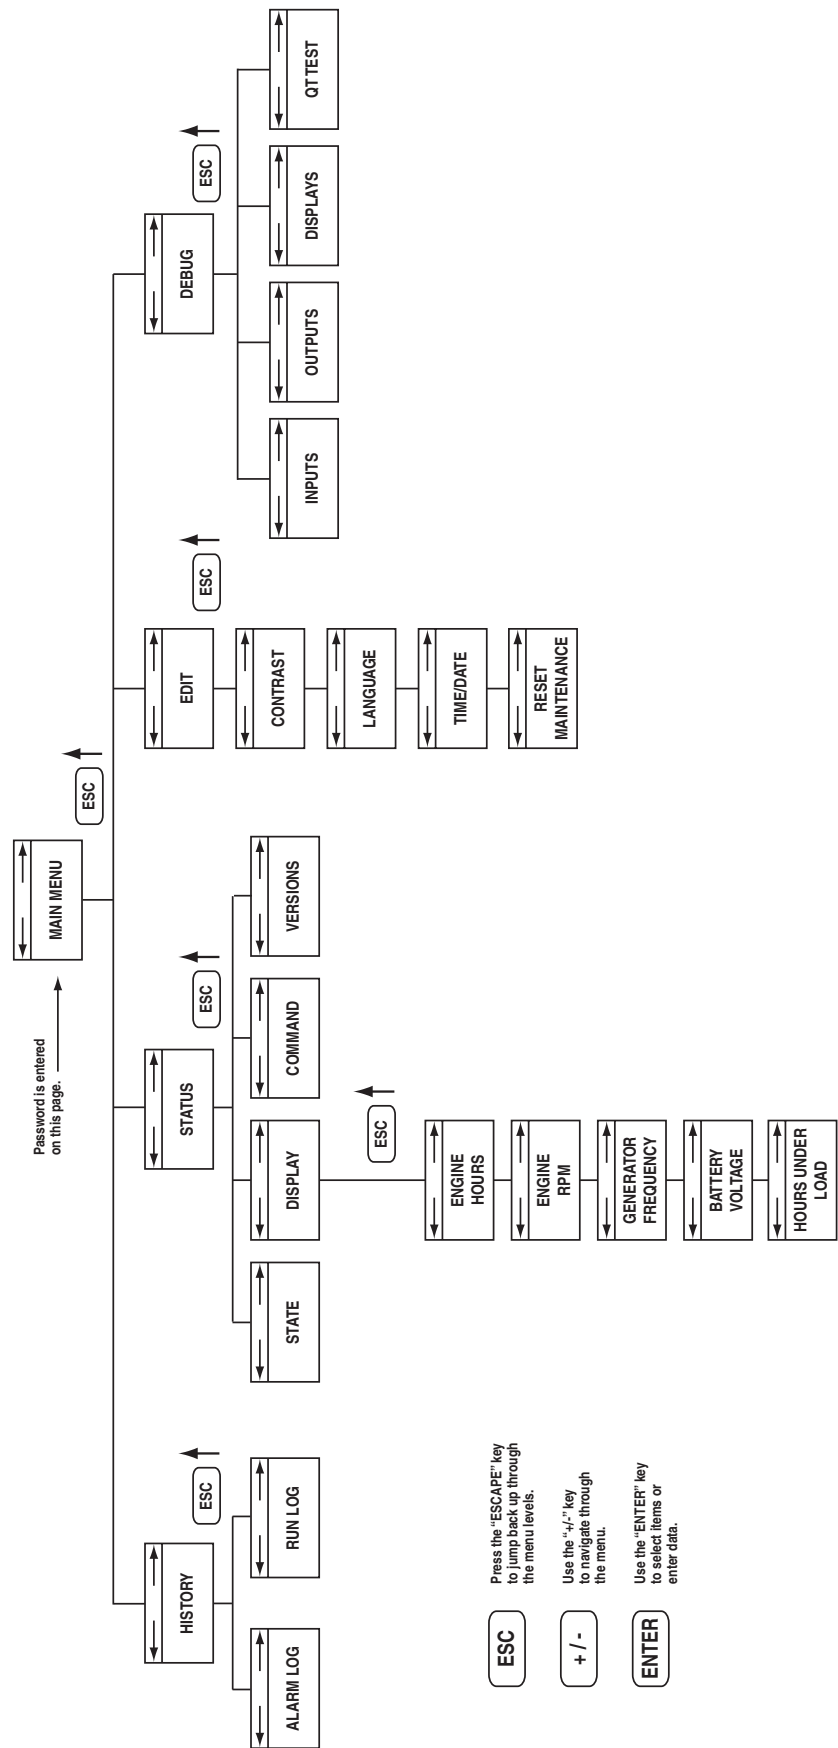 Password is entered
on this page.
MAIN MENU
ESC
HISTORY
ESC
ALARM LOG
RUN LOG
STATUS
ESC
STATE
DISPLAY
COMMAND
VERSIONS
ESC
ENGINE
HOURS
ENGINE
RPM
GENERATOR
FREQUENCY
BATTERY
VOLTAGE
HOURS UNDER
LOAD
EDIT
ESC
CONTRAST
LANGUAGE
TIME/DATE
RESET
MAINTENANCE
DEBUG
ESC
INPUTS
OUTPUTS
DISPLAYS
QT TEST
ESC
Press the "ESCAPE" key
to jump back up through
the menu levels.
+ / -
Use the "+/-" key
to navigate through
the menu.
ENTER
Use the "ENTER" key
to select items or
enter data.